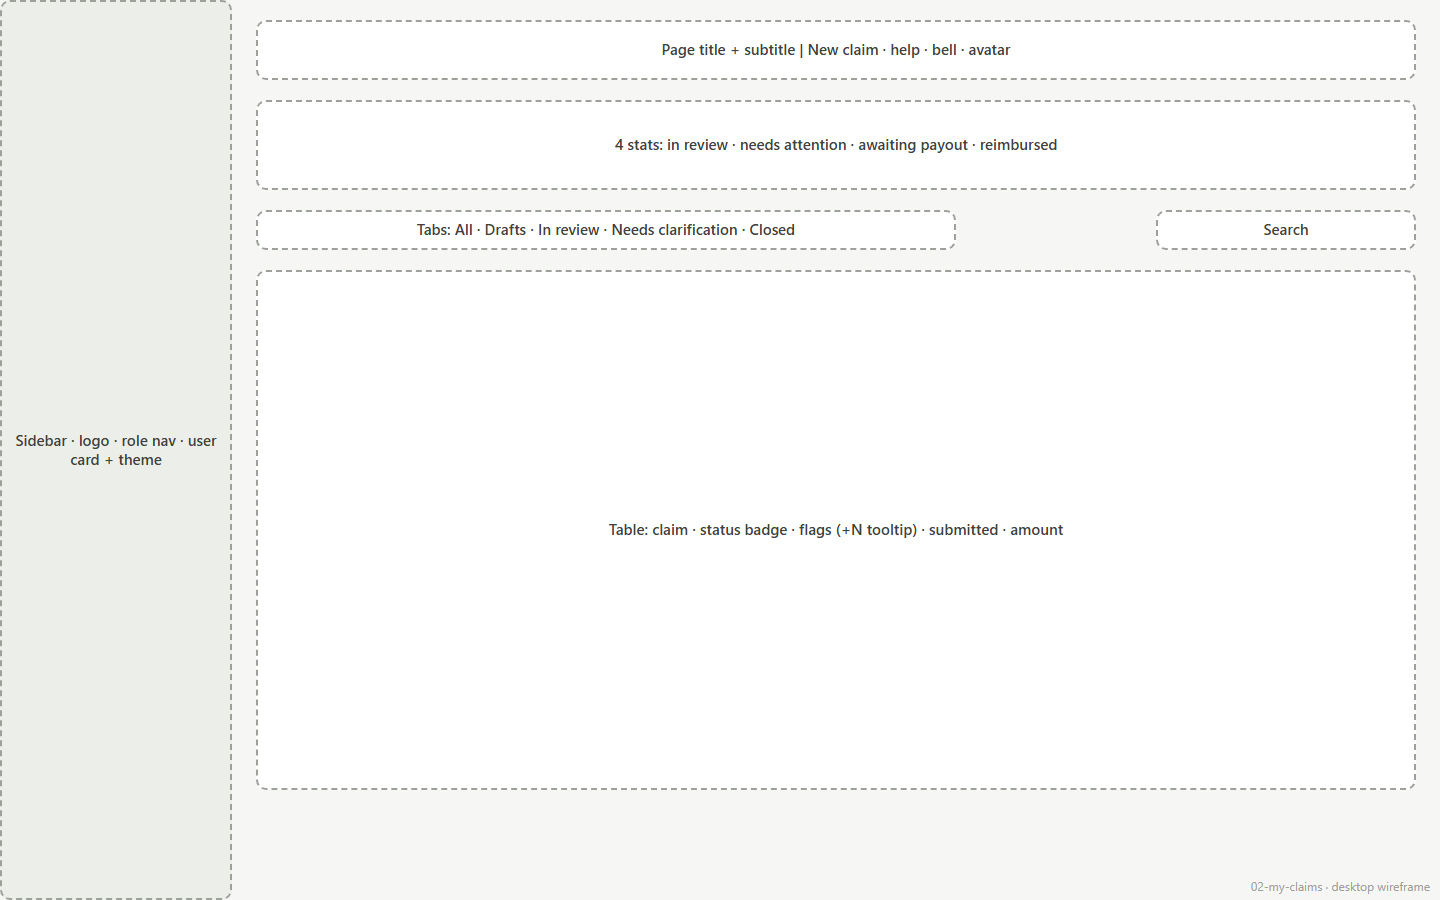 Page title + subtitle | New claim · help · bell · avatar
4 stats: in review · needs attention · awaiting payout · reimbursed
Tabs: All · Drafts · In review · Needs clarification · Closed
Search
Sidebar · logo · role nav · user
card + theme
Table: claim · status badge · flags (+N tooltip) · submitted · amount
02-my-claims · desktop wireframe